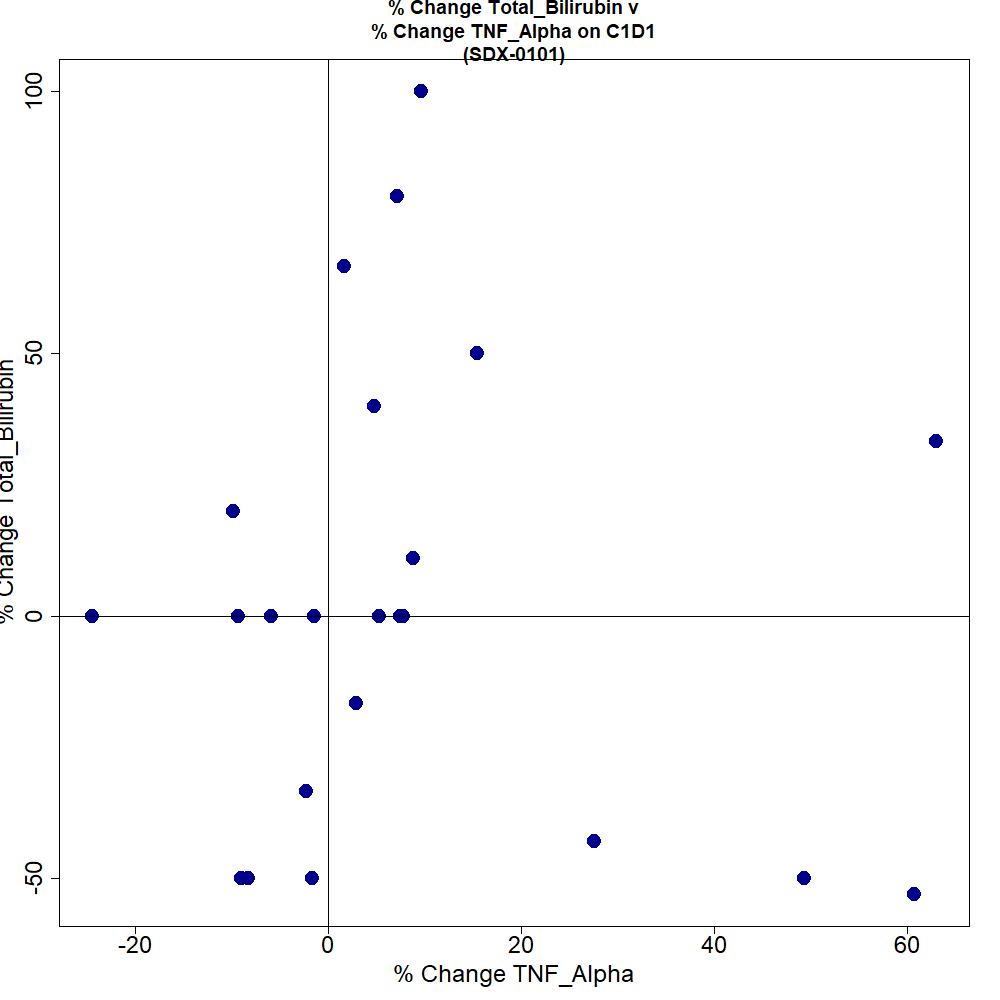 % Change Total_Bilirubin v
% Change TNF_Alpha on C1D1
(SDX-0101)
% Change Total_Bilirubin
100
50
0
-50
-20
0
20
40
60
% Change TNF_Alpha